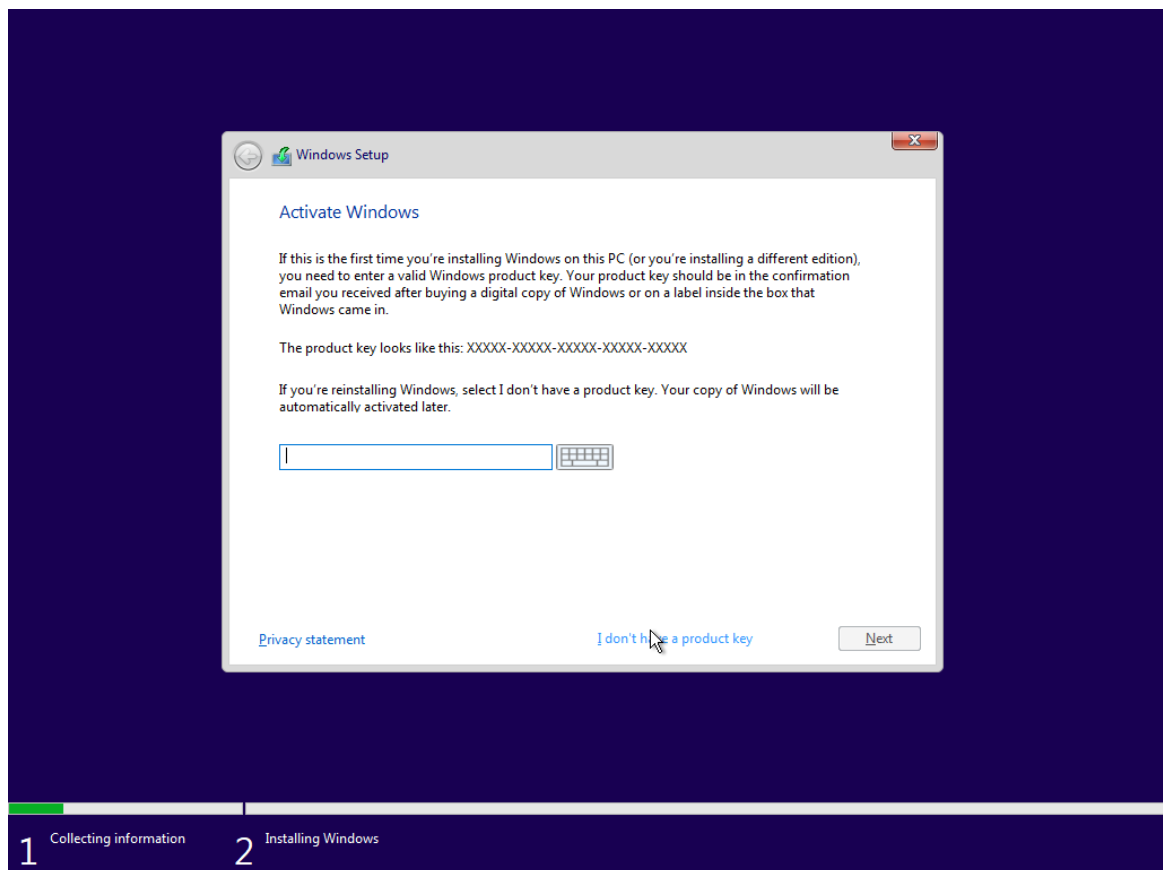 Windows Setup
Activate Windows
If this is the first time you're installing Windows on this PC (or you're installing a different edition),
you need to enter a valid Windows product key. Your product key should be in the confirmation
email you received after buying a digital copy of Windows or on a label inside the box that
Windows came in.
The product key looks like this: XXXXX-XXXXX-XXXXX-XXXXX-XXXXX
If you're reinstalling Windows, select I don't have a product key. Your copy of Windows will be
automatically activated later.
Privacy statement
I don't have a product key
Next
1 Collecting information
2 Installing Windows